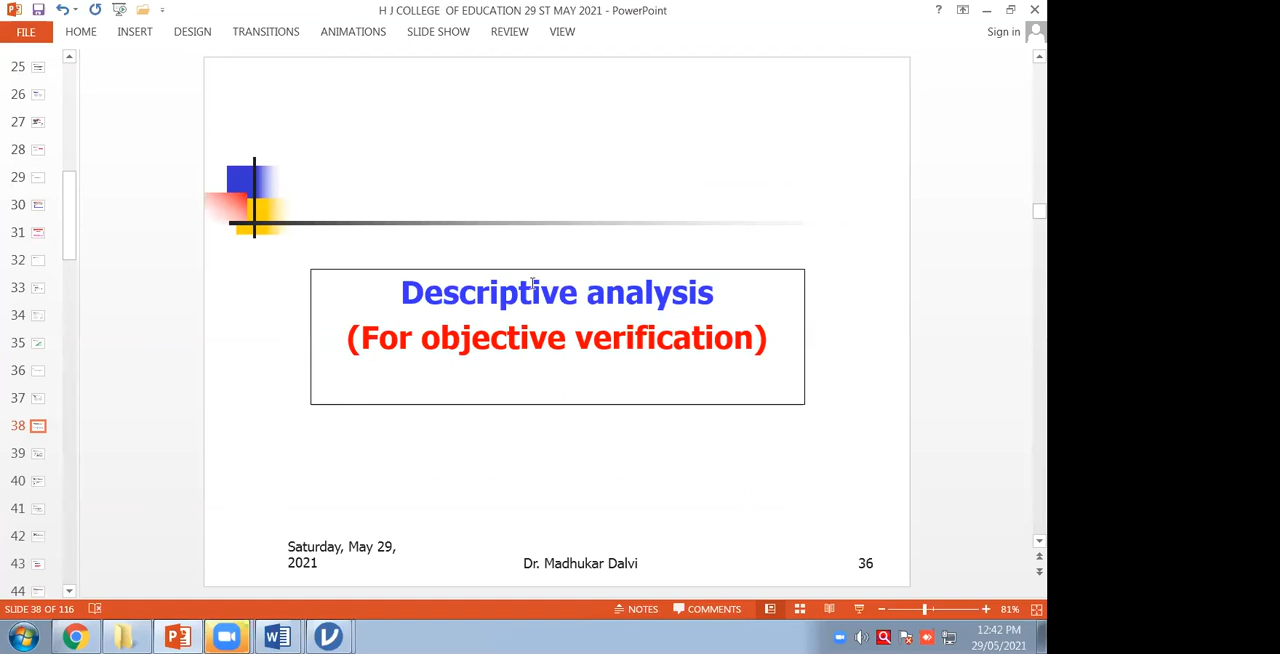 H J COLLEGE OF EDUCATION 29 ST MAY 2021 - PowerPoint
FILE HOME INSERT DESIGN TRANSITIONS ANIMATIONS SLIDE SHOW REVIEW VIEW Sign in
25
26
27
28
29
30
31
32
33
34
35
36
37
38
39
40
41
42
43
44
Descriptive analysis
(For objective verification)
Saturday, May 29,
2021
Dr. Madhukar Dalvi
36
SLIDE 38 OF 116 NOTES COMMENTS 81%
12:42 PM
29/05/2021